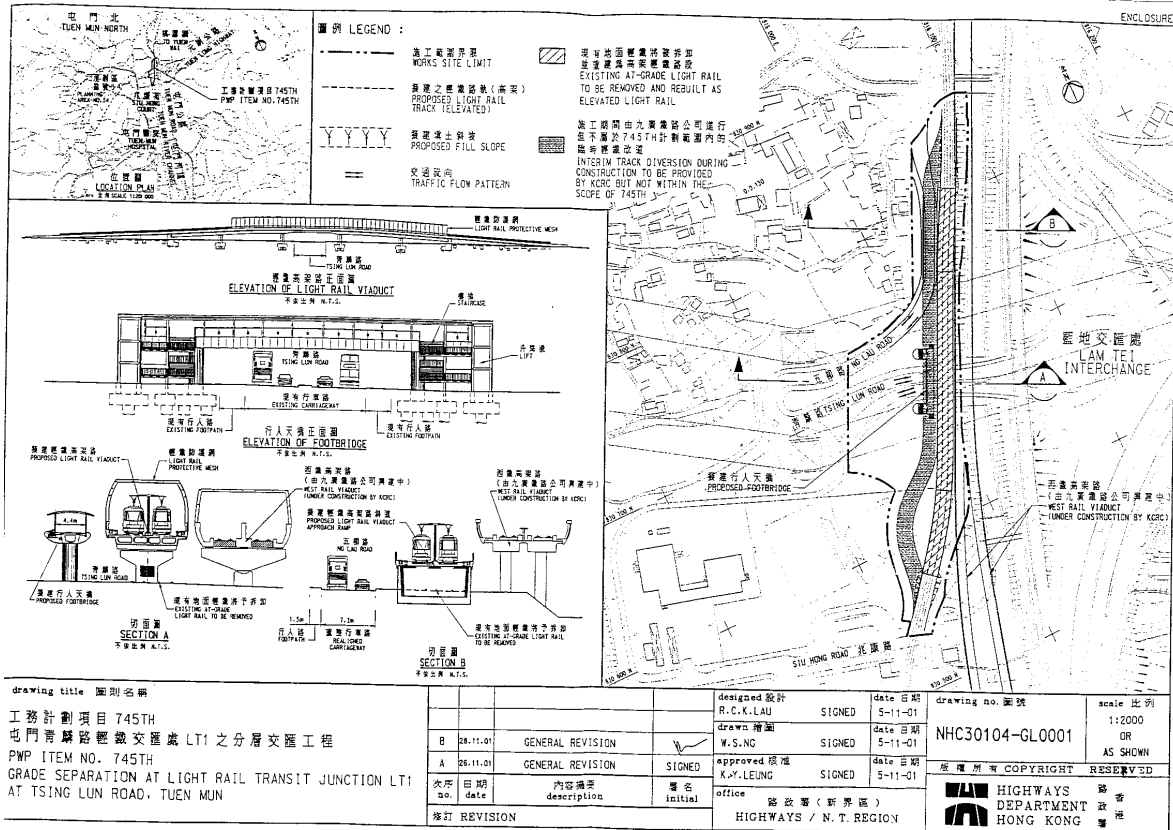 ENCLOSURE
屯門北
TUEN MUN NORTH
工務計劃項目 745TH
PWP ITEM NO. 745TH
SIU HONG
COURT
屯門醫院
TUEN MUN
HOSPITAL
位置圖
LOCATION PLAN
圖例 LEGEND :
施工範圍界限
WORKS SITE LIMIT
擬建之輕鐵路軌(高架)
PROPOSED LIGHT RAIL
TRACK (ELEVATED)
擬建填土斜坡
PROPOSED FILL SLOPE
交通流向
TRAFFIC FLOW PATTERN
現有地面輕鐵將被拆卸
並重建為高架輕鐵路段
EXISTING AT-GRADE LIGHT RAIL
TO BE REMOVED AND REBUILT AS
ELEVATED LIGHT RAIL
施工期間由九廣鐵路公司進行
但不屬於745TH計劃範圍內的
臨時輕鐵改道
INTERIM TRACK DIVERSION DURING
CONSTRUCTION TO BE PROVIDED
BY KCRC BUT NOT WITHIN THE
SCOPE OF 745TH
輕鐵防護網
LIGHT RAIL PROTECTIVE MESH
青麟路
TSING LUN ROAD
輕鐵高架路正面圖
ELEVATION OF LIGHT RAIL VIADUCT
不依比例 N.T.S.
樓梯
STAIRCASE
升降機
LIFT
青麟路
TSING LUN ROAD
現有行車路
EXISTING CARRIAGEWAY
現有行人路
EXISTING FOOTPATH
現有行人路
EXISTING FOOTPATH
行人天橋正面圖
ELEVATION OF FOOTBRIDGE
不依比例 N.T.S.
擬建輕鐵高架路
PROPOSED LIGHT RAIL VIADUCT
輕鐵防護網
LIGHT RAIL
PROTECTIVE MESH
西鐵高架路
(由九廣鐵路公司興建中)
WEST RAIL VIADUCT
(UNDER CONSTRUCTION BY KCRC)
西鐵高架路
(由九廣鐵路公司興建中)
WEST RAIL VIADUCT
(UNDER CONSTRUCTION BY KCRC)
擬建輕鐵高架路斜道
PROPOSED LIGHT RAIL VIADUCT
APPROACH RAMP
五柳路
NG LAU ROAD
4.4m
青麟路
TSING LUN ROAD
擬建行人天橋
PROPOSED FOOTBRIDGE
現有地面輕鐵將予拆卸
EXISTING AT-GRADE
LIGHT RAIL TO BE REMOVED
切面圖
SECTION A
不依比例 N.T.S.
1.5m
7.3m
行人路
FOOTPATH
重整行車路
REALIGNED
CARRIAGEWAY
現有地面輕鐵將予拆卸
EXISTING AT-GRADE LIGHT RAIL
TO BE REMOVED
切面圖
SECTION B
不依比例 N.T.S.
B
五柳路 NG LAU ROAD
青麟路 TSING LUN ROAD
藍地交匯處
LAM TEI
INTERCHANGE
A
擬建行人天橋
PROPOSED FOOTBRIDGE
西鐵高架路
(由九廣鐵路公司興建中)
WEST RAIL VIADUCT
(UNDER CONSTRUCTION BY KCRC)
SIU HONG ROAD 兆康路
drawing title 圖則名稱
工務計劃項目 745TH
屯門青麟路輕鐵交匯處 LT1 之分層交匯工程
PWP ITEM NO. 745TH
GRADE SEPARATION AT LIGHT RAIL TRANSIT JUNCTION LT1
AT TSING LUN ROAD, TUEN MUN
B 28.11.01 GENERAL REVISION
A 26.11.01 GENERAL REVISION SIGNED
次序 no. 日期 date 內容摘要 description 署名 initial
修訂 REVISION
designed 設計 date 日期
R.C.K.LAU SIGNED 5-11-01
drawn 繪圖 date 日期
W.S.NG SIGNED 5-11-01
approved 核准 date 日期
K.Y.LEUNG SIGNED 5-11-01
office
路政署(新界區)
HIGHWAYS / N.T. REGION
drawing no. 圖號
NHC30104-GL0001
scale 比例
1:2000
OR
AS SHOWN
版權所有 COPYRIGHT RESERVED
HIGHWAYS
DEPARTMENT
HONG KONG
香港
路政署